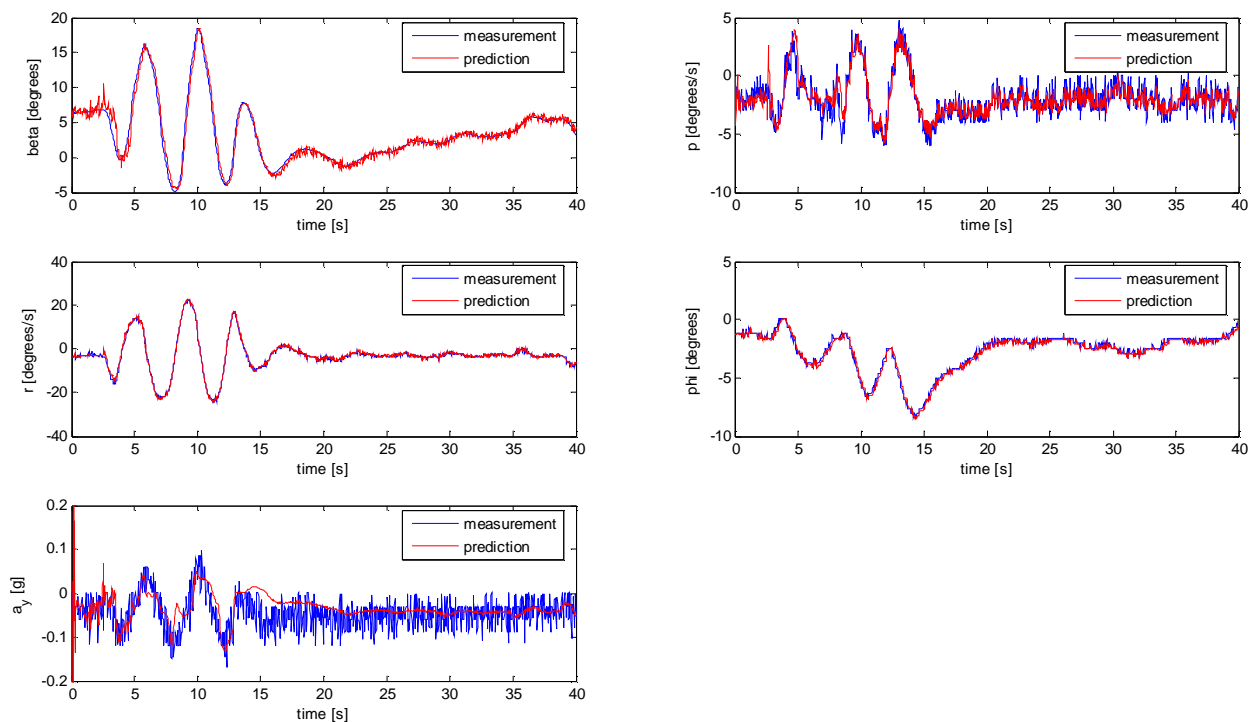 20
15
10
5
0
-5
beta [degrees]
0 5 10 15 20 25 30 35 40
time [s]
measurement
prediction
5
0
-5
-10
p [degrees/s]
0 5 10 15 20 25 30 35 40
time [s]
measurement
prediction
40
20
0
-20
-40
r [degrees/s]
0 5 10 15 20 25 30 35 40
time [s]
measurement
prediction
5
0
-5
-10
phi [degrees]
0 5 10 15 20 25 30 35 40
time [s]
measurement
prediction
0.2
0.1
0
-0.1
-0.2
a_y [g]
0 5 10 15 20 25 30 35 40
time [s]
measurement
prediction